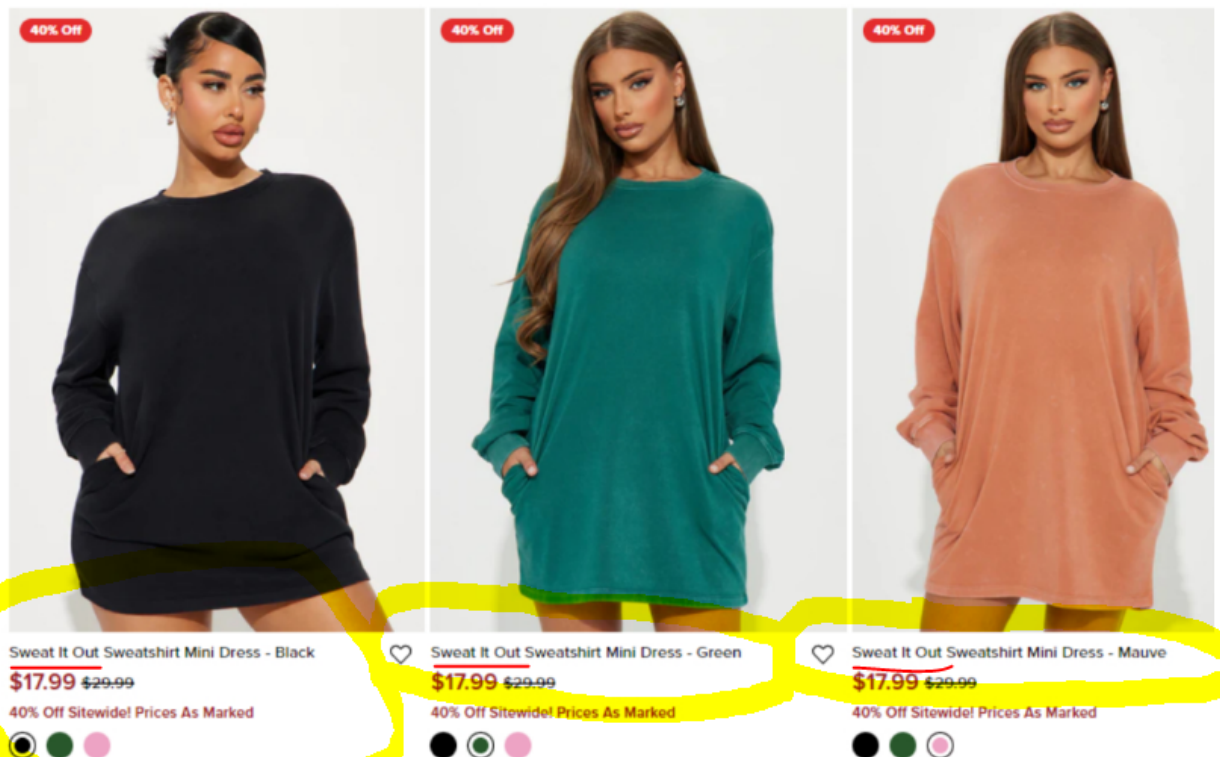 40% Off
40% Off
40% Off
Sweat It Out Sweatshirt Mini Dress - Black
$17.99 $29.99
40% Off Sitewide! Prices As Marked
Sweat It Out Sweatshirt Mini Dress - Green
$17.99 $29.99
40% Off Sitewide! Prices As Marked
Sweat It Out Sweatshirt Mini Dress - Mauve
$17.99 $29.99
40% Off Sitewide! Prices As Marked